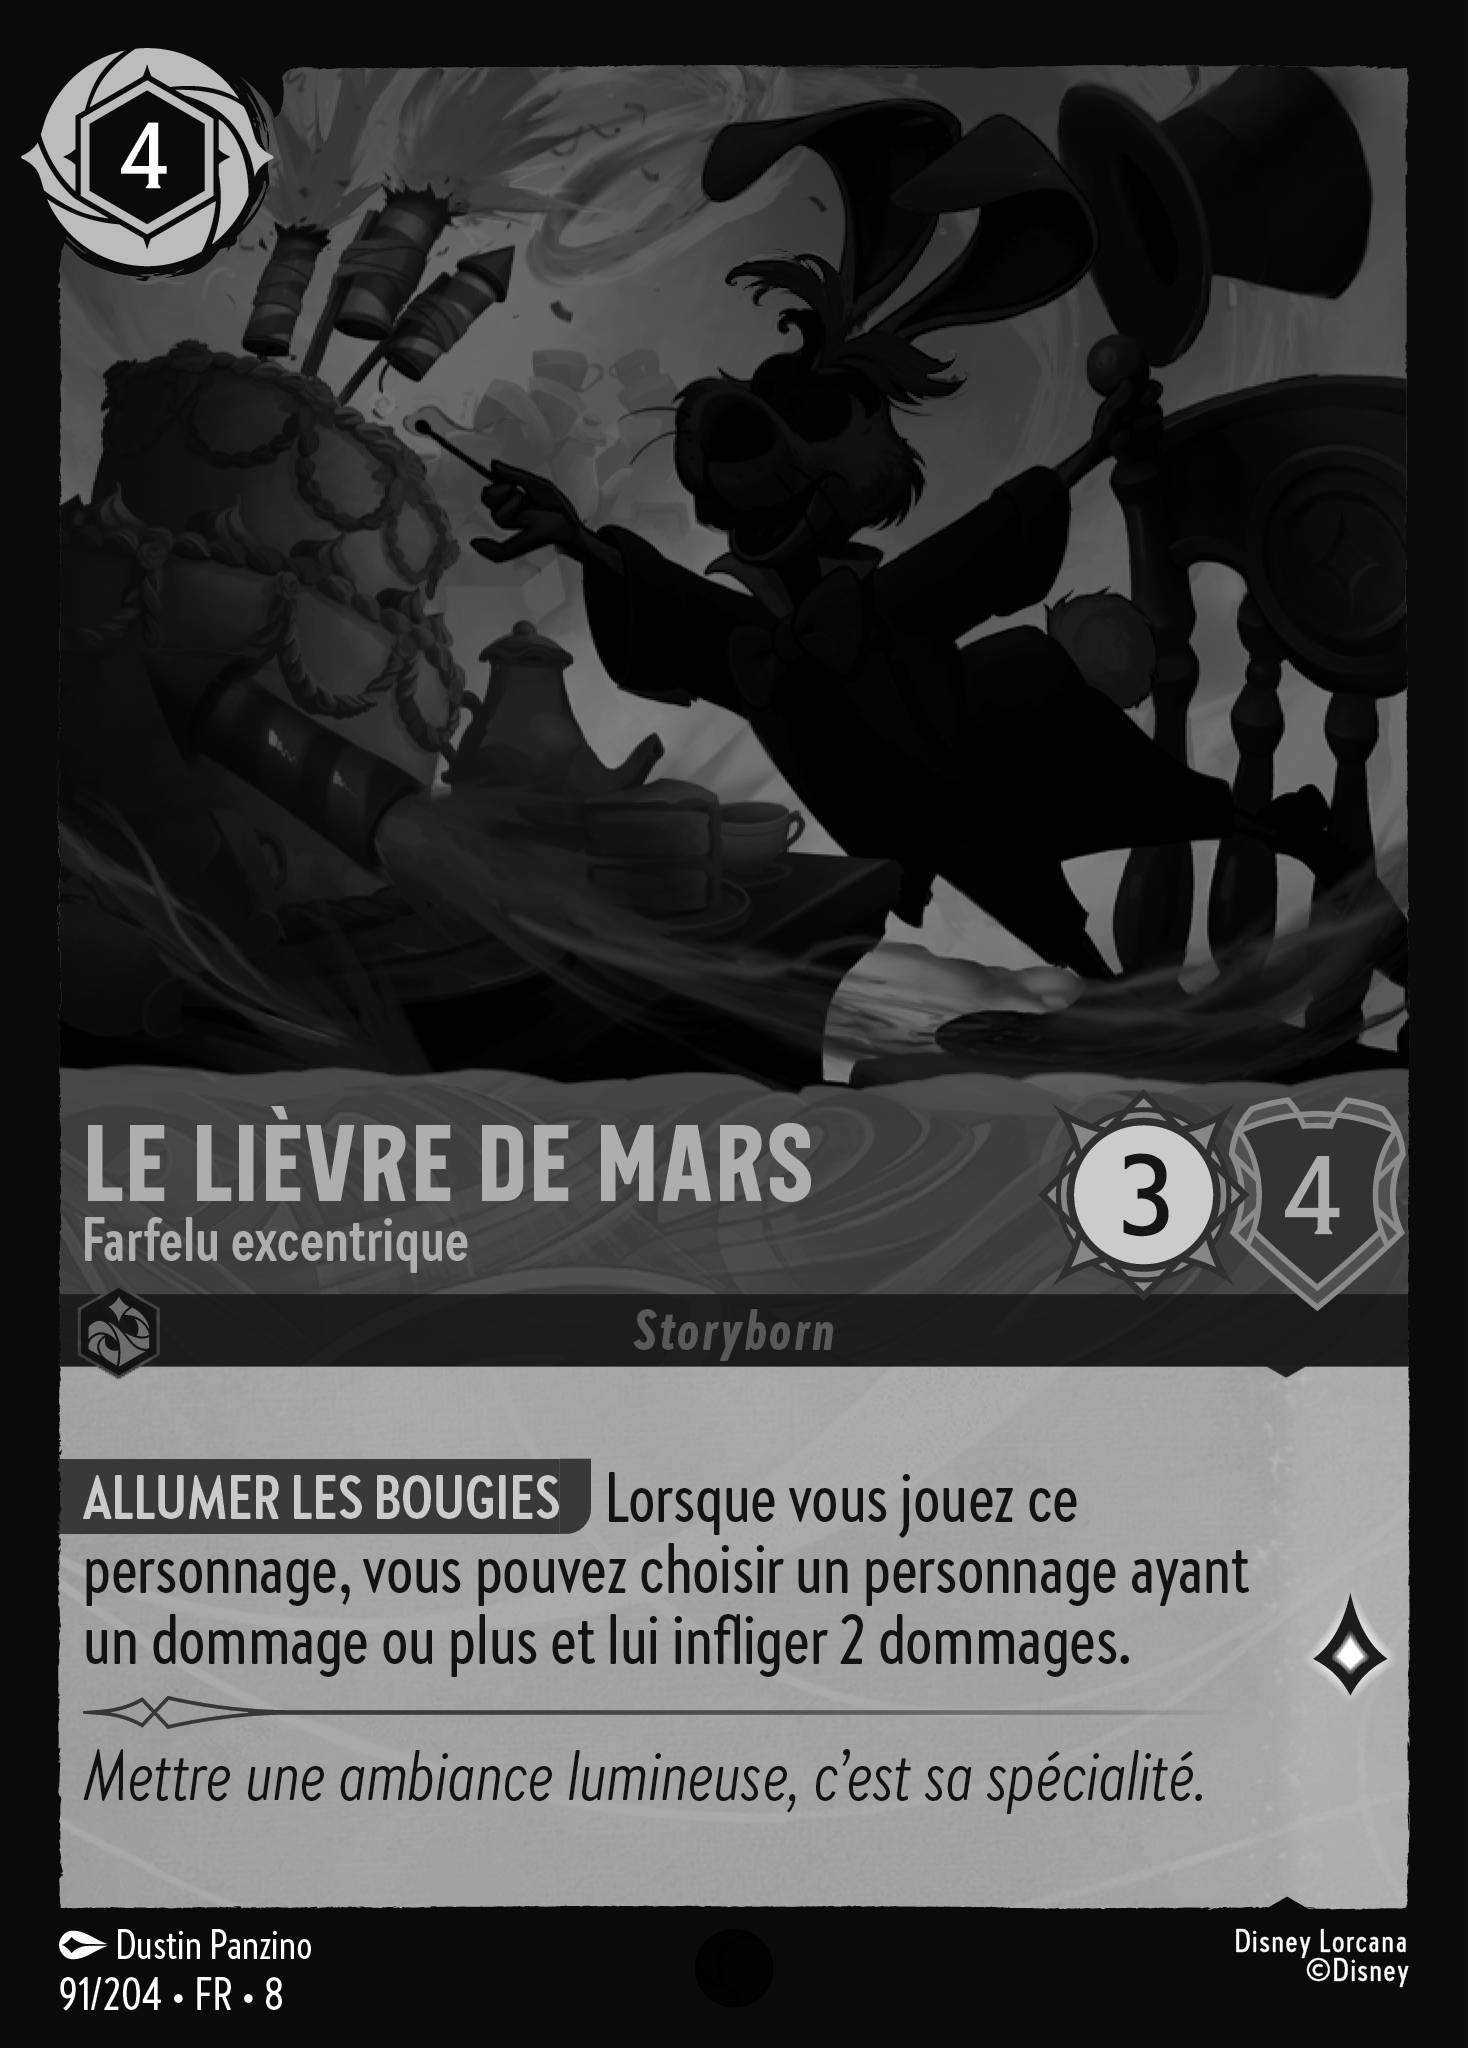 4
LE LIÈVRE DE MARS
Farfelu excentrique
3
4
Storyborn
ALLUMER LES BOUGIES Lorsque vous jouez ce
personnage, vous pouvez choisir un personnage ayant
un dommage ou plus et lui infliger 2 dommages.
Mettre une ambiance lumineuse, c’est sa spécialité.
Dustin Panzino
91/204 • FR • 8
Disney Lorcana
©Disney